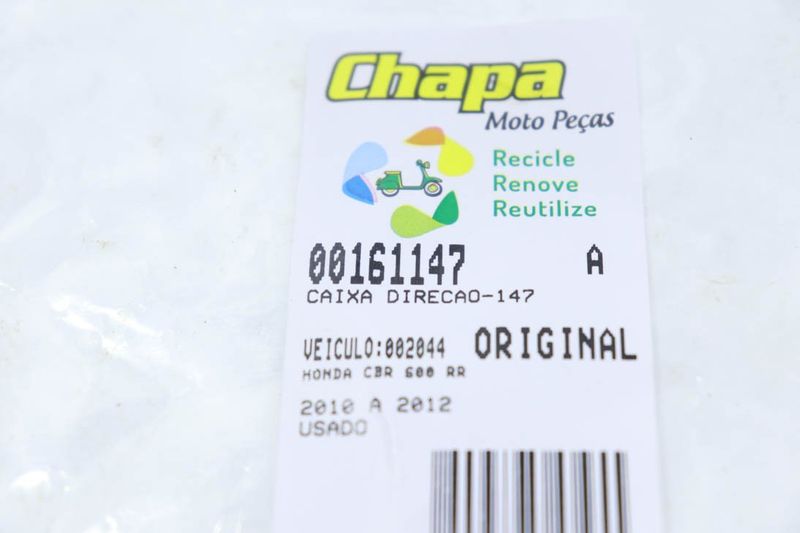 Chapa
Moto Peças
Recicle
Renove
Reutilize
00161147 A
CAIXA DIRECAO-147
VEICULO:002044 ORIGINAL
HONDA CBR 600 RR
2010 A 2012
USADO